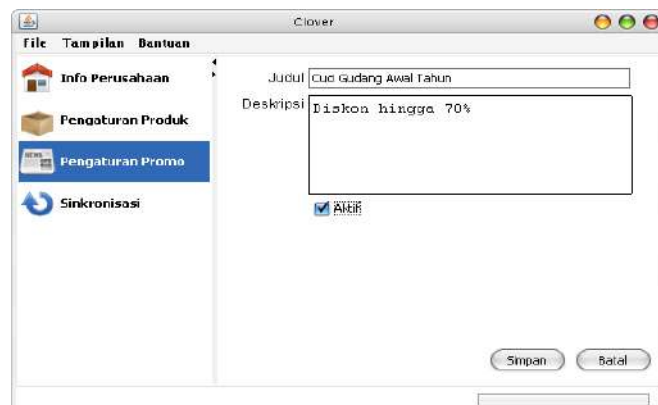 Clover
File Tampilan Bantuan
Info Perusahaan
Pengaturan Produk
NEWS
Pengaturan Promo
Sinkronisasi
Judul Cuci Gudang Awal Tahun
Deskripsi Diskon hingga 70%
Aktif
Simpan Batal